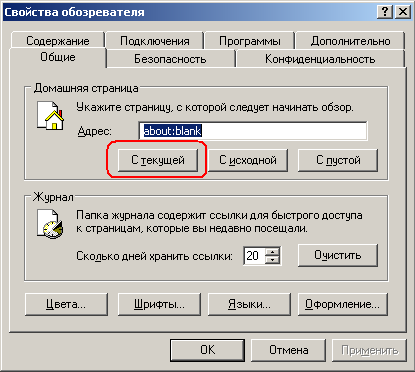 Свойства обозревателя
Содержание Подключения Программы Дополнительно
Общие Безопасность Конфиденциальность
Домашняя страница
Укажите страницу, с которой следует начинать обзор.
Адрес: about:blank
С текущей С исходной С пустой
Журнал
Папка журнала содержит ссылки для быстрого доступа
к страницам, которые вы недавно посещали.
Сколько дней хранить ссылки: 20 Очистить
Цвета... Шрифты... Языки... Оформление...
OK Отмена Применить